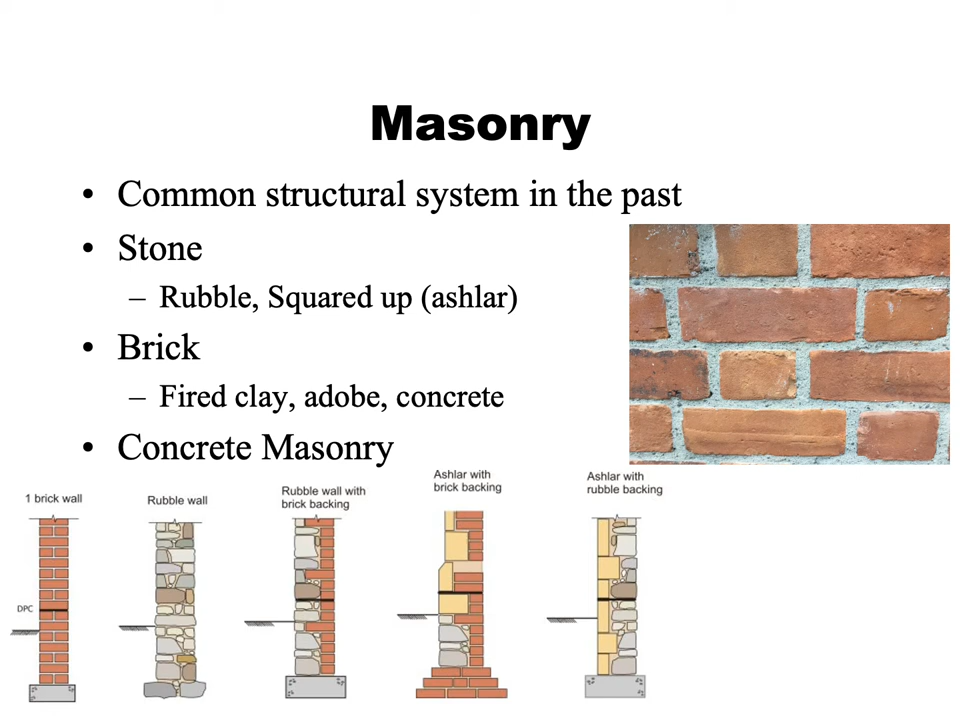 Masonry
• Common structural system in the past
• Stone
– Rubble, Squared up (ashlar)
• Brick
– Fired clay, adobe, concrete
• Concrete Masonry
1 brick wall
Rubble wall
Rubble wall with
brick backing
Ashlar with
brick backing
Ashlar with
rubble backing
DPC